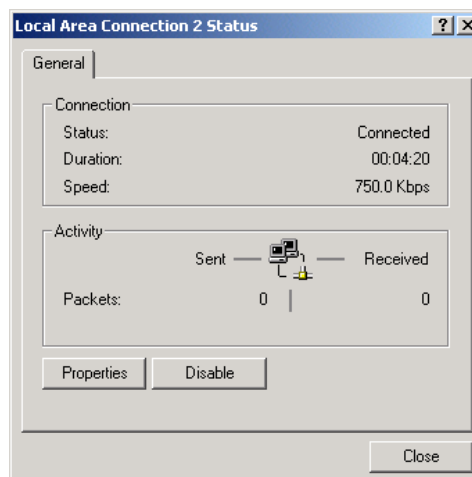 Local Area Connection 2 Status
General
Connection
Status: Connected
Duration: 00:04:20
Speed: 750.0 Kbps
Activity
Sent Received
Packets: 0 0
Properties Disable
Close